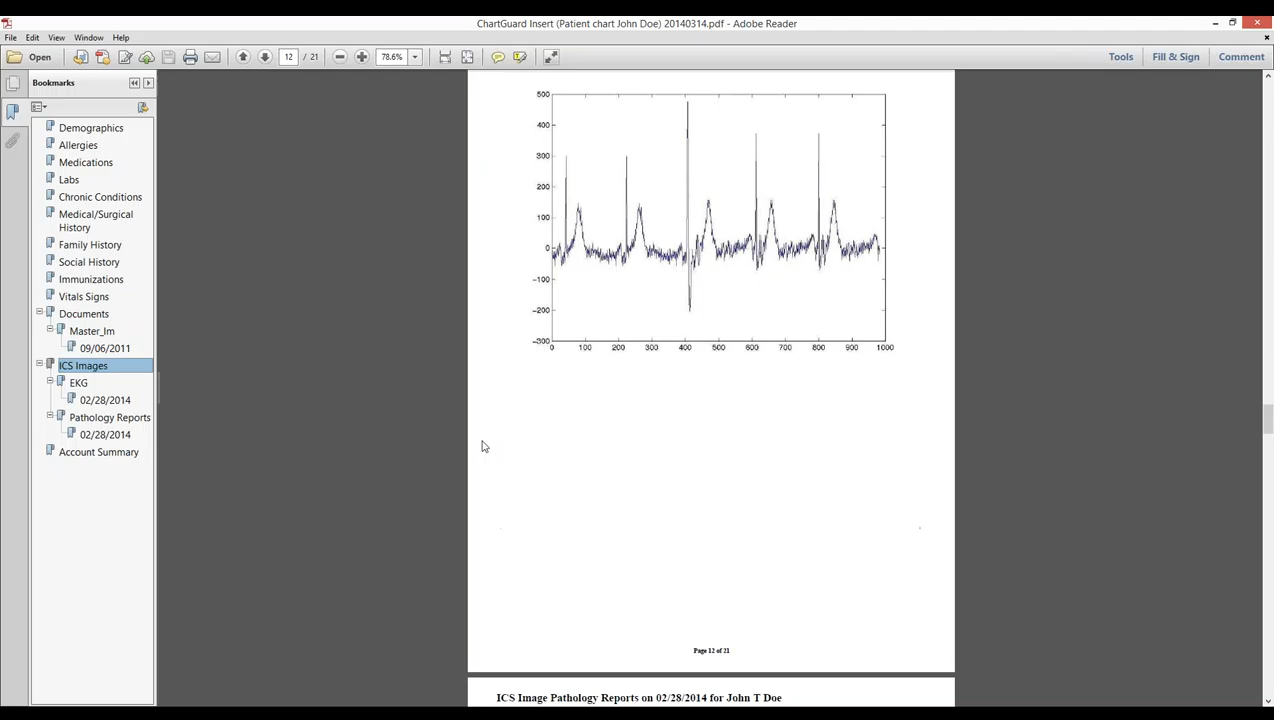 ChartGuard Insert (Patient chart John Doe) 20140314.pdf - Adobe Reader
File Edit View Window Help
Open 12 / 21 78.6% Tools Fill & Sign Comment
Bookmarks
Demographics
Allergies
Medications
Labs
Chronic Conditions
Medical/Surgical
History
Family History
Social History
Immunizations
Vitals Signs
Documents
Master_Im
09/06/2011
ICS Images
EKG
02/28/2014
Pathology Reports
02/28/2014
Account Summary
500
400
300
200
100
0
−100
−200
−300
0 100 200 300 400 500 600 700 800 900 1000
Page 12 of 21
ICS Image Pathology Reports on 02/28/2014 for John T Doe